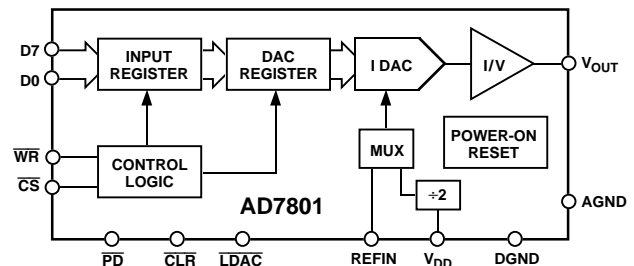 D7
D0
INPUT
REGISTER
DAC
REGISTER
I DAC
I/V
VOUT
WR
CS
CONTROL
LOGIC
MUX
POWER-ON
RESET
÷2
AD7801
AGND
PD
CLR
LDAC
REFIN
VDD
DGND